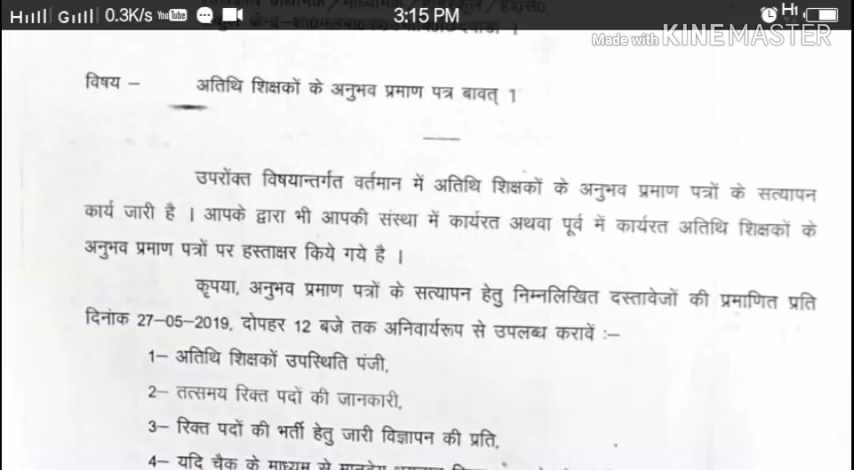 0.3K/s YouTube 3:15 PM H↑
Made with KINEMASTER
विषय – अतिथि शिक्षकों के अनुभव प्रमाण पत्र बावत् 1
उपरोंक्त विषयान्तर्गत वर्तमान में अतिथि शिक्षकों के अनुभव प्रमाण पत्रों के सत्यापन
कार्य जारी है । आपके द्वारा भी आपकी संस्था में कार्यरत अथवा पूर्व में कार्यरत अतिथि शिक्षकों के
अनुभव प्रमाण पत्रों पर हस्ताक्षर किये गये है ।
कृपया, अनुभव प्रमाण पत्रों के सत्यापन हेतु निम्नलिखित दस्तावेजों की प्रमाणित प्रति
दिनांक 27–05–2019, दोपहर 12 बजे तक अनिवार्यरूप से उपलब्ध करावें :–
1– अतिथि शिक्षकों उपस्थिति पंजी,
2– तत्समय रिक्त पदों की जानकारी,
3– रिक्त पदों की भर्ती हेतु जारी विज्ञापन की प्रति,
4– यदि चैक के माध्यम से मानदेय